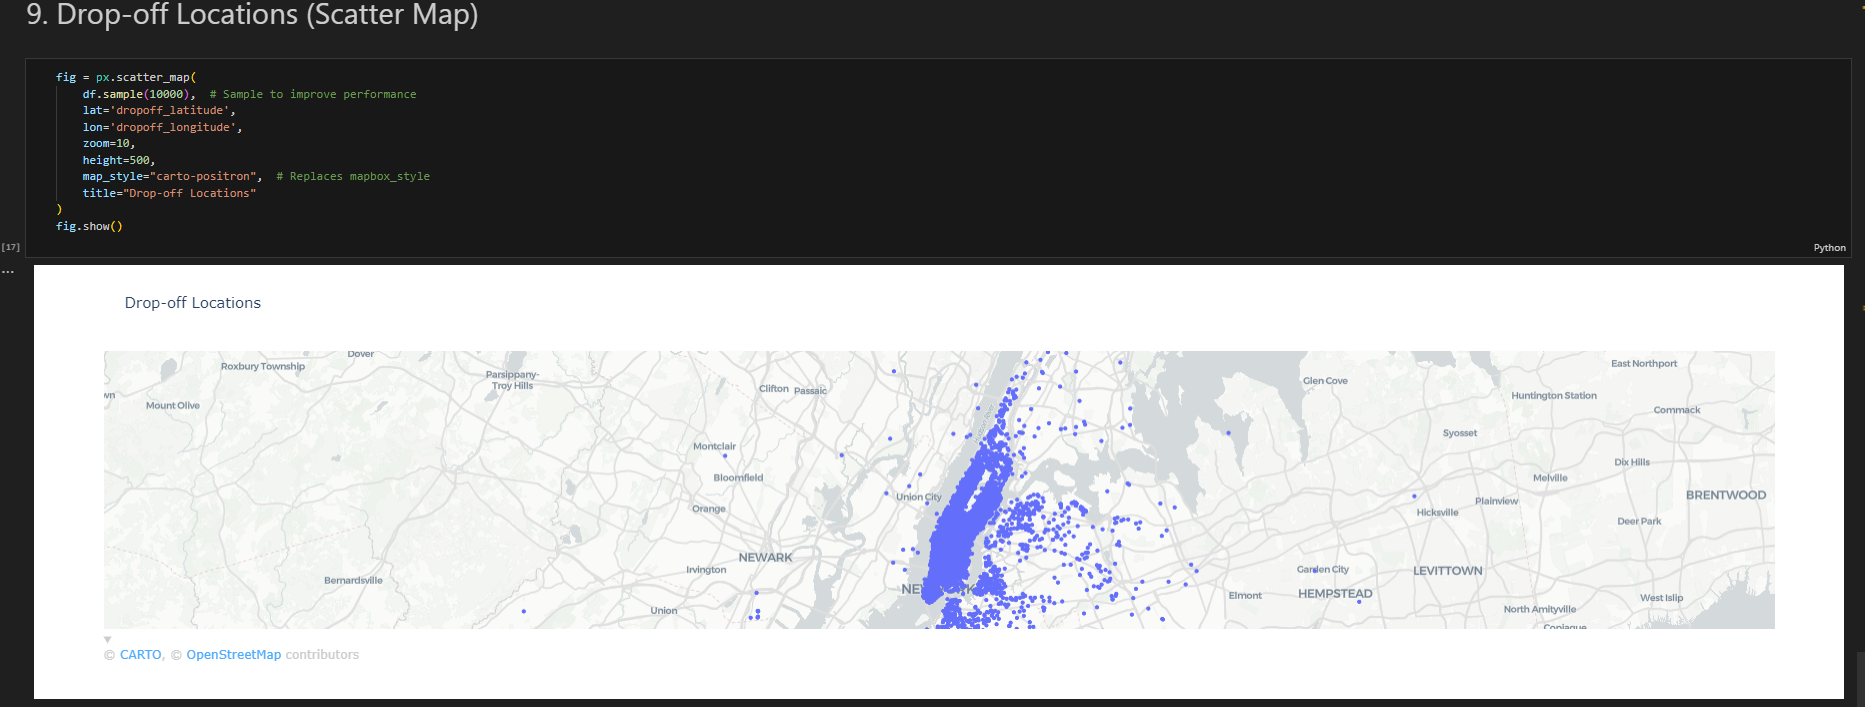 9. Drop-off Locations (Scatter Map)
fig = px.scatter_map(
df.sample(10000),  # Sample to improve performance
lat='dropoff_latitude',
lon='dropoff_longitude',
zoom=10,
height=500,
map_style="carto-positron",  # Replaces mapbox_style
title="Drop-off Locations"
)
fig.show()
[17]
Python
...
Drop-off Locations
Dover
Roxbury Township
East Northport
Parsippany-
Troy Hills
Glen Cove
Clifton
Passaic
wn
Mount Olive
Huntington Station
Commack
Syosset
Montclair
Dix Hills
Bloomfield
Melville
Union City
Plainview
BRENTWOOD
Orange
Hicksville
Deer Park
NEWARK
Irvington
Garden City
LEVITTOWN
Bernardsville
NE
K
Elmont
HEMPSTEAD
West Islip
Union
North Amityville
Copiague
© CARTO, © OpenStreetMap contributors